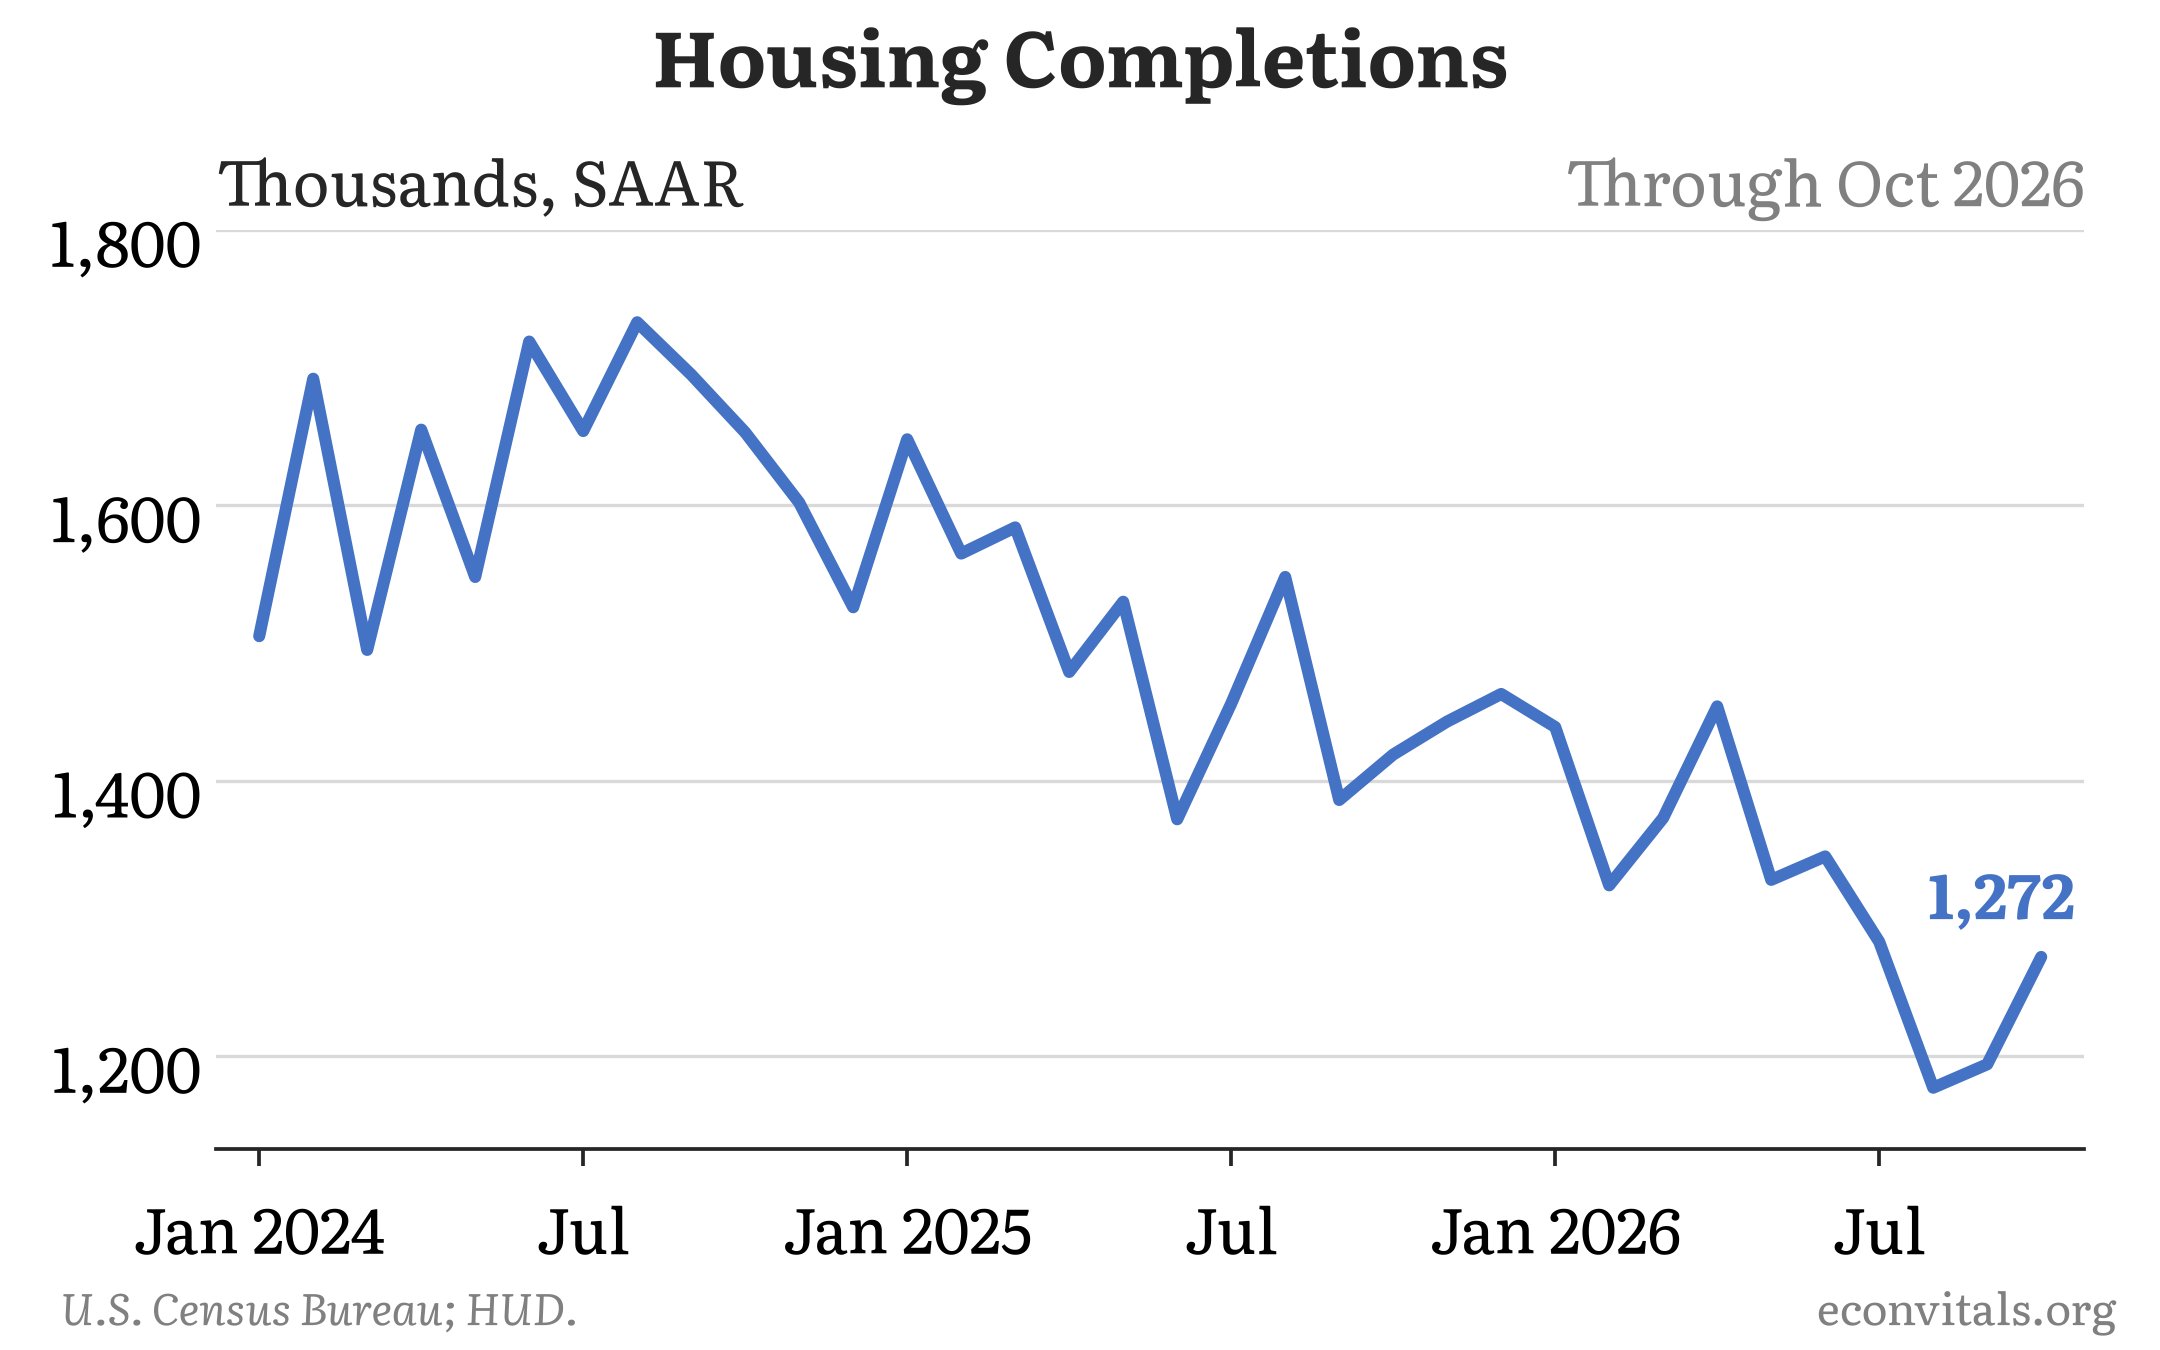 Housing Completions
Thousands, SAAR
Through Oct 2026
1,800
1,600
1,400
1,200
1,272
Jan 2024
Jul
Jan 2025
Jul
Jan 2026
Jul
U.S. Census Bureau; HUD.
econvitals.org